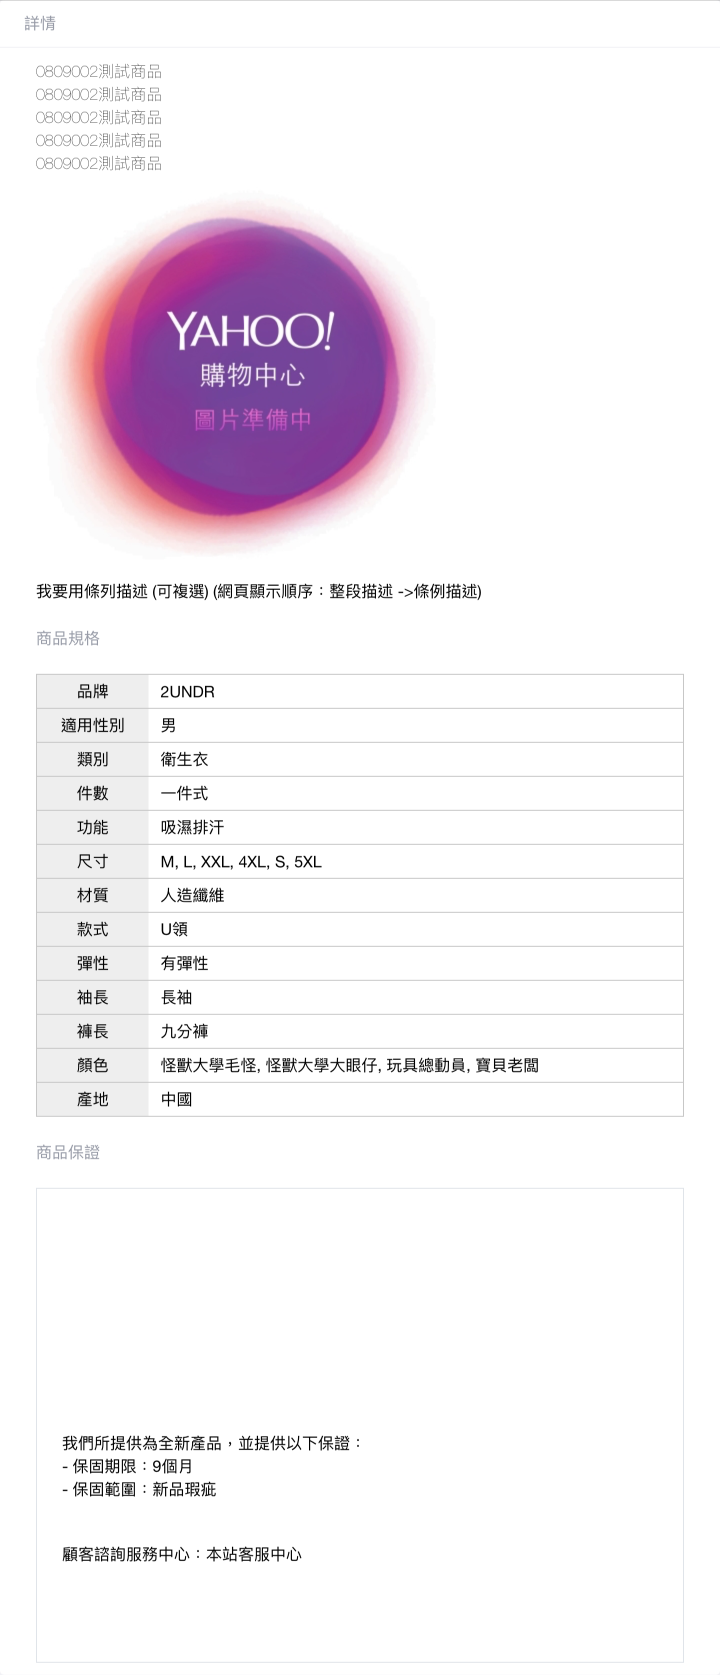 詳情
0809002測試商品
0809002測試商品
0809002測試商品
0809002測試商品
0809002測試商品
YAHOO!
購物中心
圖片準備中
我要用條列描述 (可複選) (網頁顯示順序：整段描述 ->條例描述)
商品規格
品牌 2UNDR
適用性別 男
類別 衛生衣
件數 一件式
功能 吸濕排汗
尺寸 M, L, XXL, 4XL, S, 5XL
材質 人造纖維
款式 U領
彈性 有彈性
袖長 長袖
褲長 九分褲
顏色 怪獸大學毛怪, 怪獸大學大眼仔, 玩具總動員, 寶貝老闆
產地 中國
商品保證
我們所提供為全新產品，並提供以下保證：
- 保固期限：9個月
- 保固範圍：新品瑕疵
顧客諮詢服務中心：本站客服中心